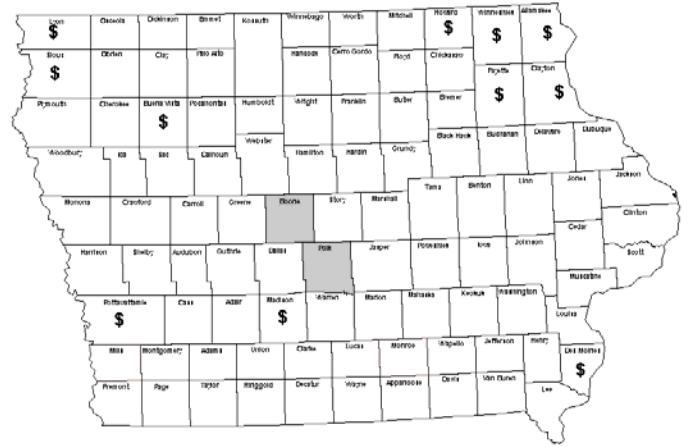 Lyon Osceola Dickinson Emmet Kossuth Winnebago Worth Mitchell Howard Winneshiek Allamakee
$ $ $ $
Sioux Obrien Clay Palo Alto Hancock Cerro Gordo Floyd Chickasaw
$
Fayette Clayton
$ $
Plymouth Cherokee Buena Vista Pocahontas Humboldt Wright Franklin Butler Bremer
$
Webster
Black Hawk Buchanan Delaware Dubuque
Woodbury Ida Sac Calhoun Hamilton Hardin Grundy
Tama Benton Linn Jones Jackson
Monona Crawford Carroll Greene Boone Story Marshall
Clinton
Cedar
Harrison Shelby Audubon Guthrie Dallas Polk Jasper Poweshiek Iowa Johnson
Scott
Muscatine
Pottawattamie Cass Adair Madison Warren Marion Mahaska Keokuk Washington
$ $
Louisa
Mills Montgomery Adams Union Clarke Lucas Monroe Wapello Jefferson Henry Des Moines
$
Fremont Page Taylor Ringgold Decatur Wayne Appanoose Davis Van Buren Lee